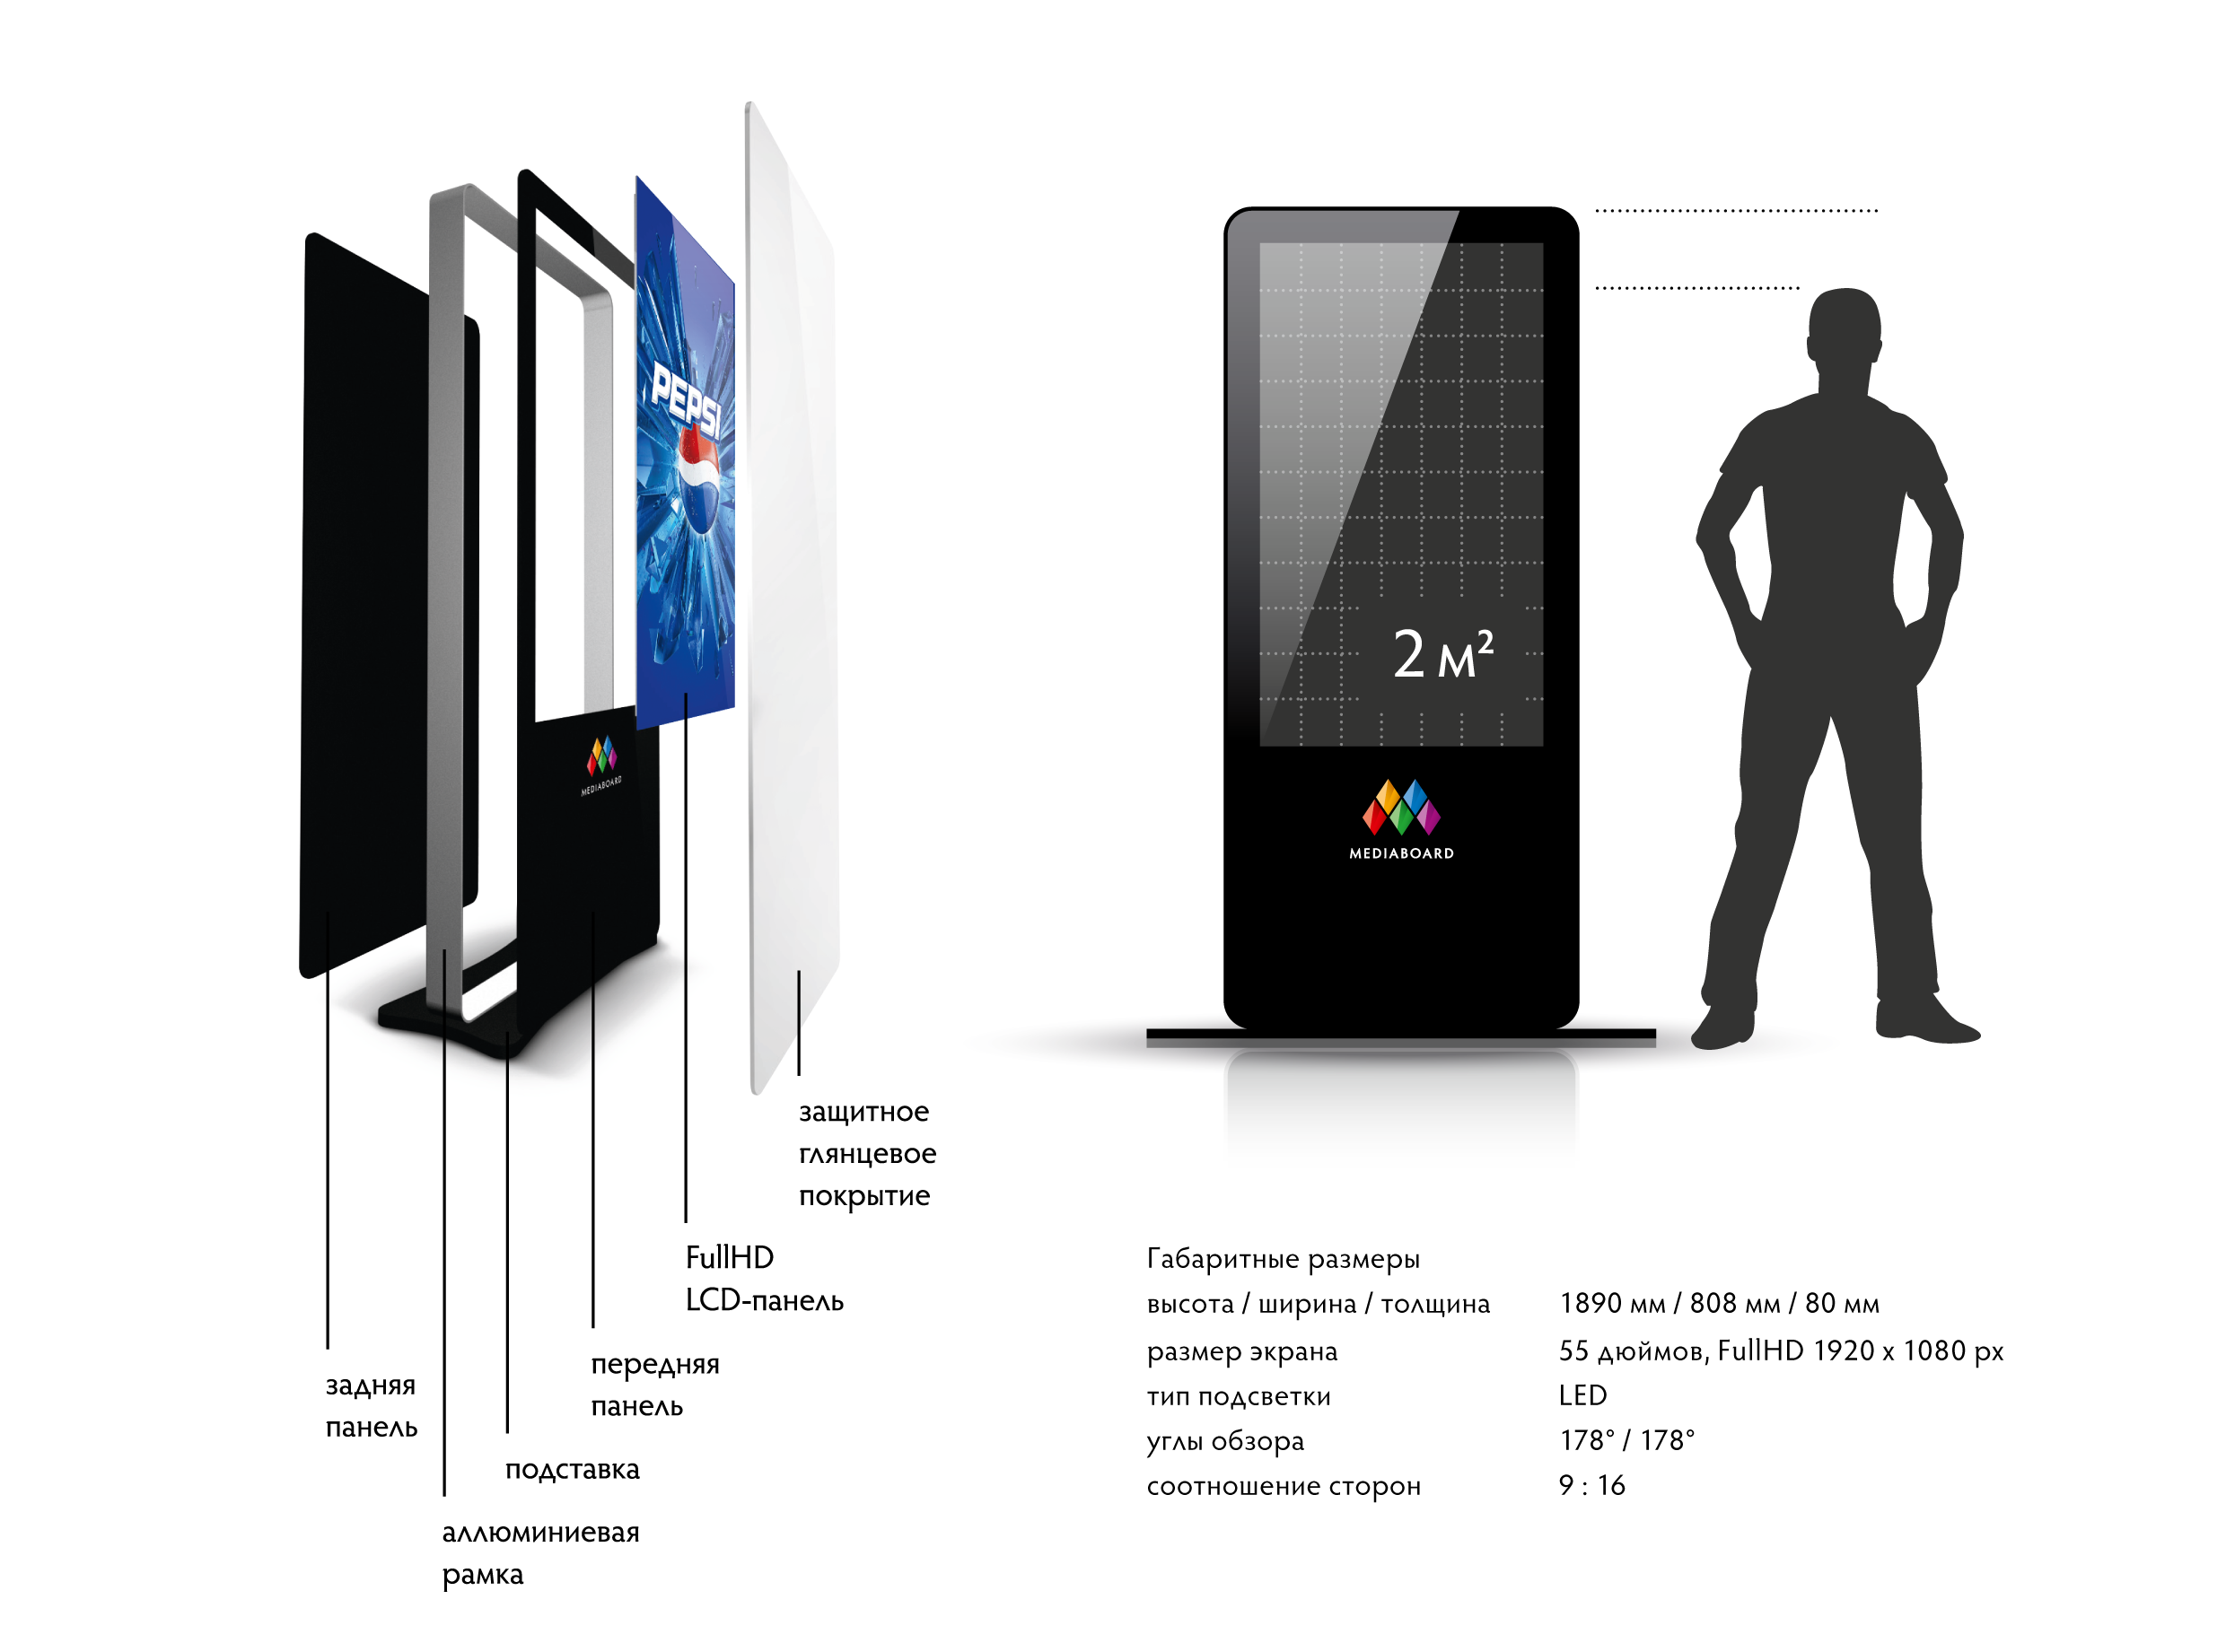 PEPSI
MEDIABOARD
2 м²
MEDIABOARD
защитное
глянцевое
покрытие
FullHD
LCD-панель
передняя
панель
задняя
панель
подставка
аллюминиевая
рамка
Габаритные размеры
высота / ширина / толщина 1890 мм / 808 мм / 80 мм
размер экрана 55 дюймов, FullHD 1920 x 1080 px
тип подсветки LED
углы обзора 178° / 178°
соотношение сторон 9 : 16